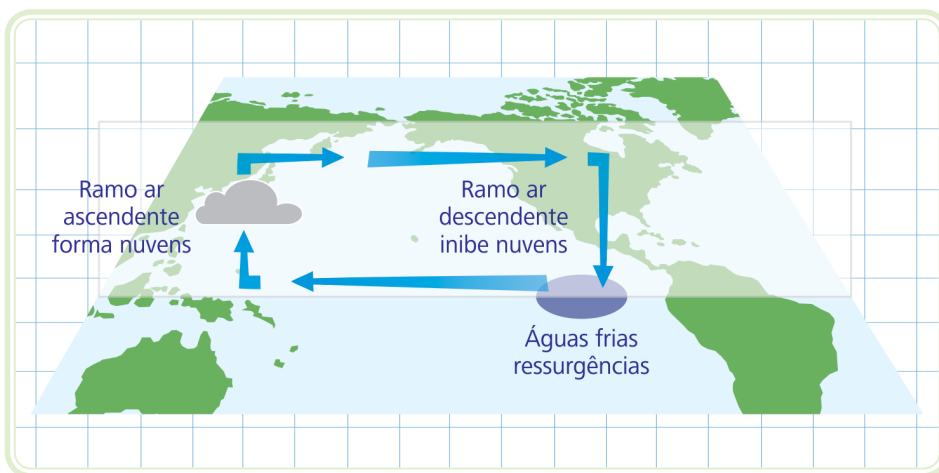 Ramo ar
ascendente
forma nuvens
Ramo ar
descendente
inibe nuvens
Águas frias
ressurgências